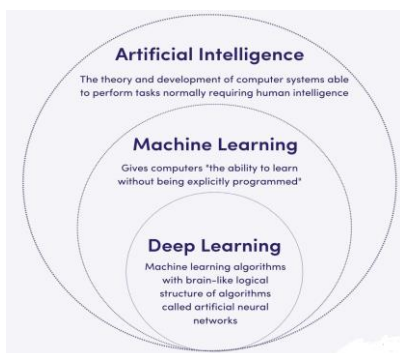 Artificial Intelligence
The theory and development of computer systems able
to perform tasks normally requiring human intelligence
Machine Learning
Gives computers "the ability to learn
without being explicitly programmed"
Deep Learning
Machine learning algorithms
with brain-like logical
structure of algorithms
called artificial neural
networks